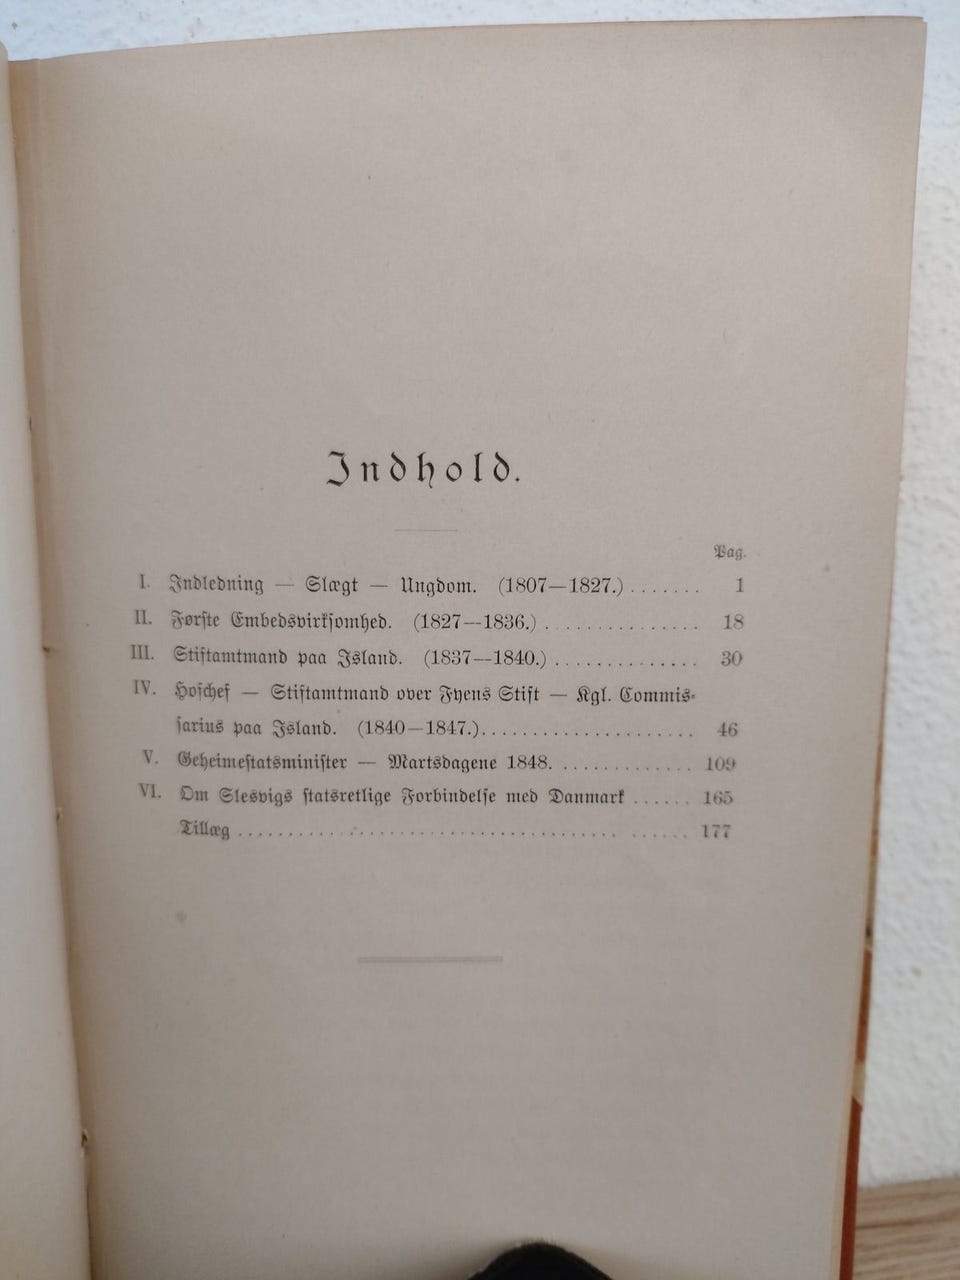 Indhold.
Pag.
I. Indledning — Slægt — Ungdom. (1807—1827.) ....... 1
II. Første Embedsvirksomhed. (1827—1836.) .............. 18
III. Stiftamtmand paa Island. (1837—1840.) ............. 30
IV. Hofchef — Stiftamtmand over Fyens Stift — Kgl. Commis-
sarius paa Island. (1840—1847.)..................... 46
V. Geheimestatsminister — Martsdagene 1848. ............ 109
VI. Om Slesvigs statsretlige Forbindelse med Danmark ...... 165
Tillæg ........................................ 177